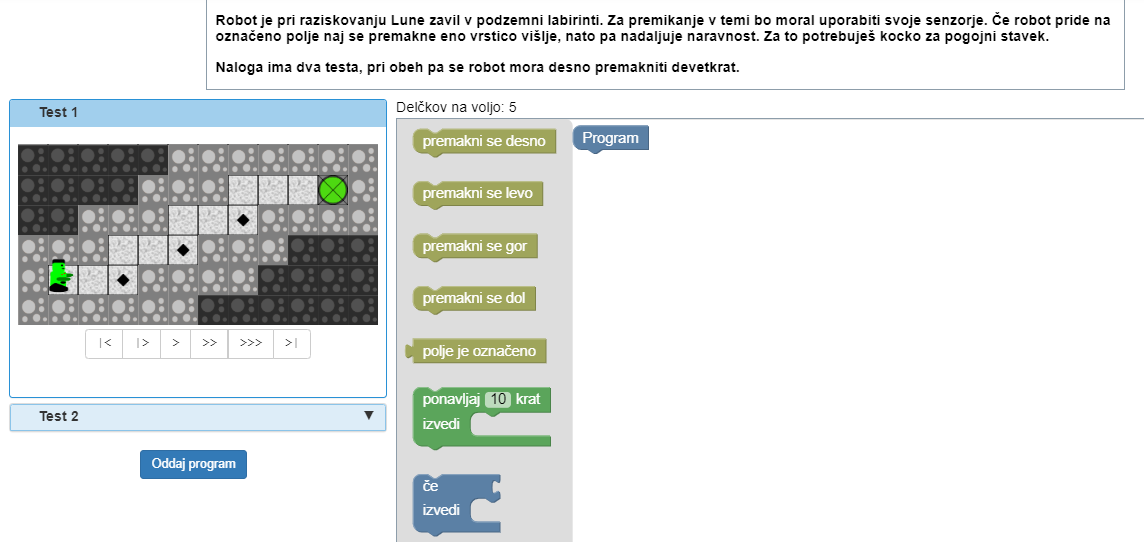 Robot je pri raziskovanju Lune zavil v podzemni labirinti. Za premikanje v temi bo moral uporabiti svoje senzorje. Če robot pride na
označeno polje naj se premakne eno vrstico višlje, nato pa nadaljuje naravnost. Za to potrebuješ kocko za pogojni stavek.
Naloga ima dva testa, pri obeh pa se robot mora desno premakniti devetkrat.
Test 1
|<
|>
>
>>
>>>
>|
Test 2 ▼
Oddaj program
Delčkov na voljo: 5
premakni se desno
premakni se levo
premakni se gor
premakni se dol
polje je označeno
ponavljaj 10 krat
izvedi
če
izvedi
Program